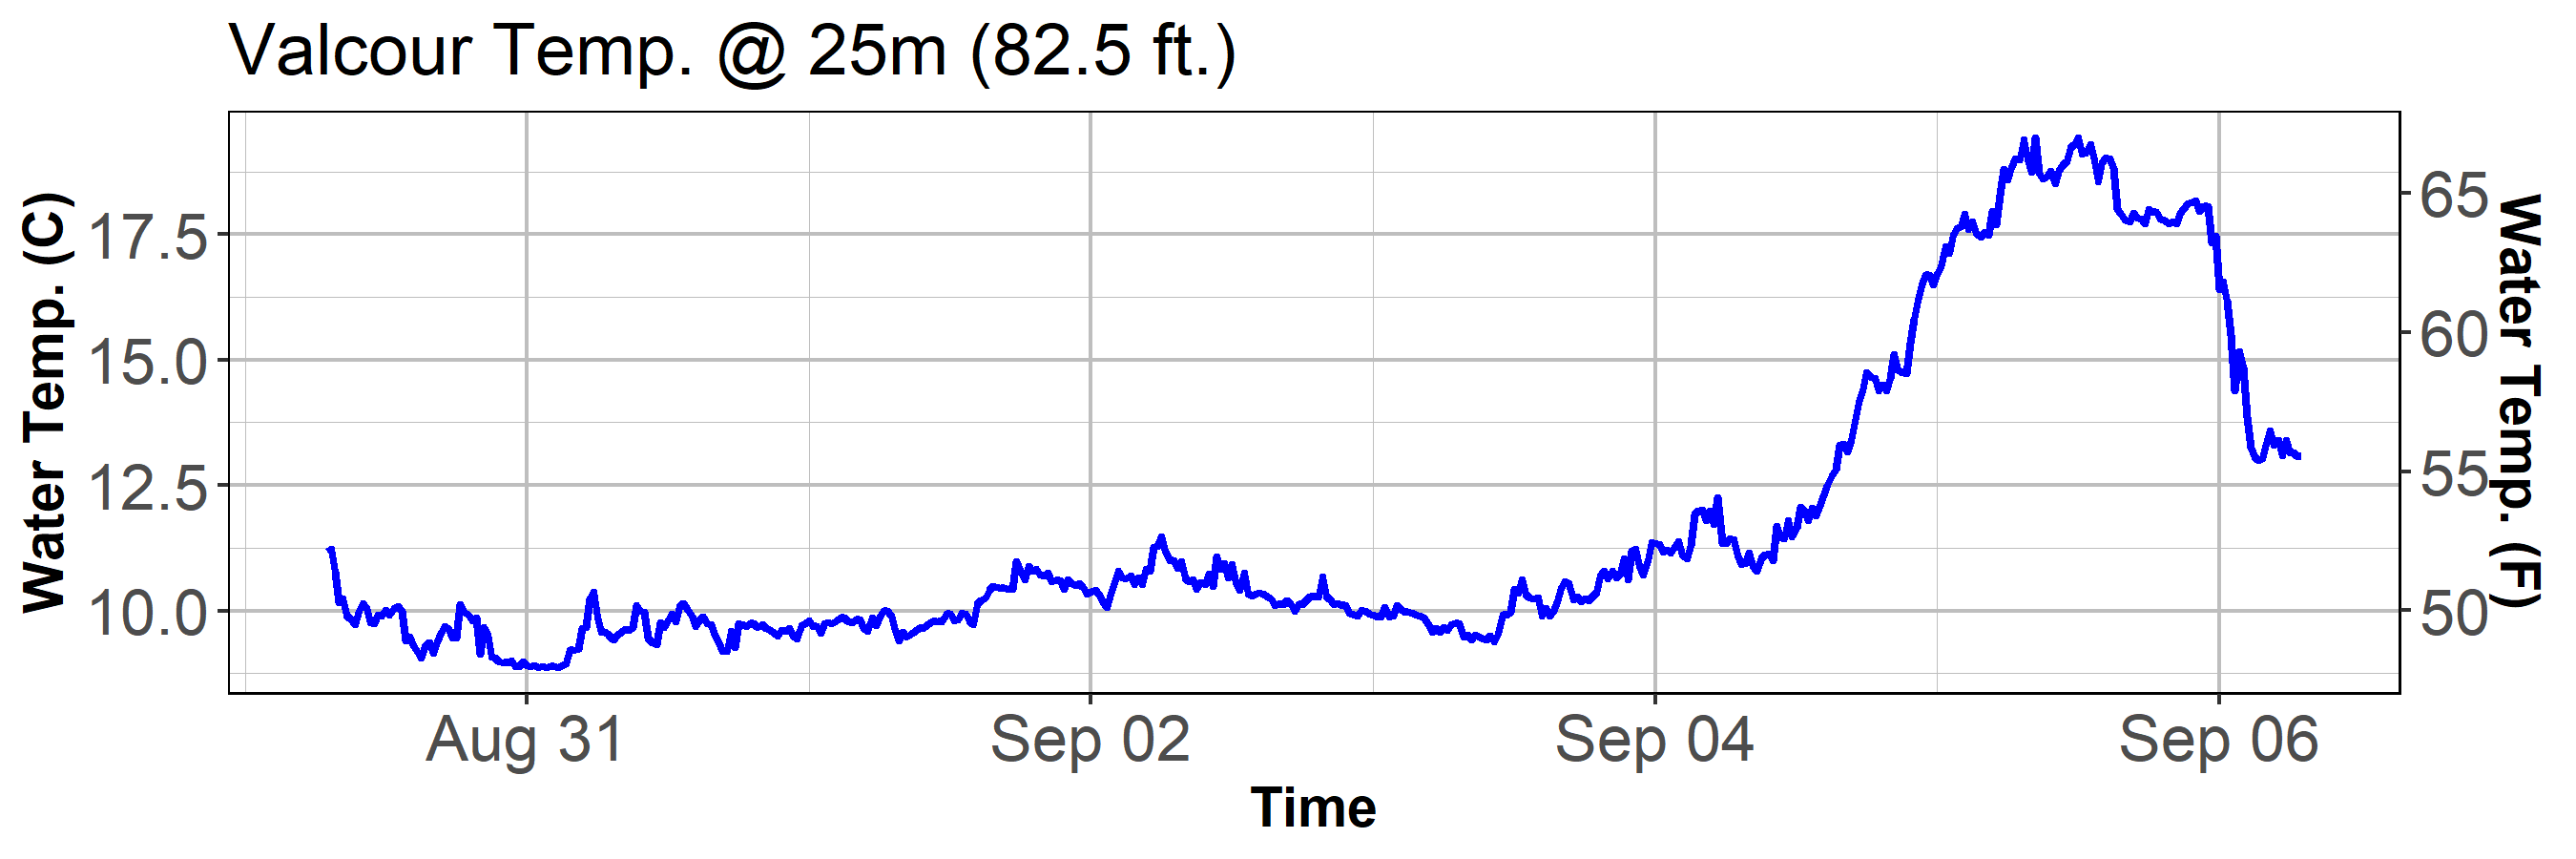 Valcour Temp. @ 25m (82.5 ft.)
Water Temp. (C)
17.5
15.0
12.5
10.0
65
60
55
50
Water Temp. (F)
Aug 31
Sep 02
Sep 04
Sep 06
Time